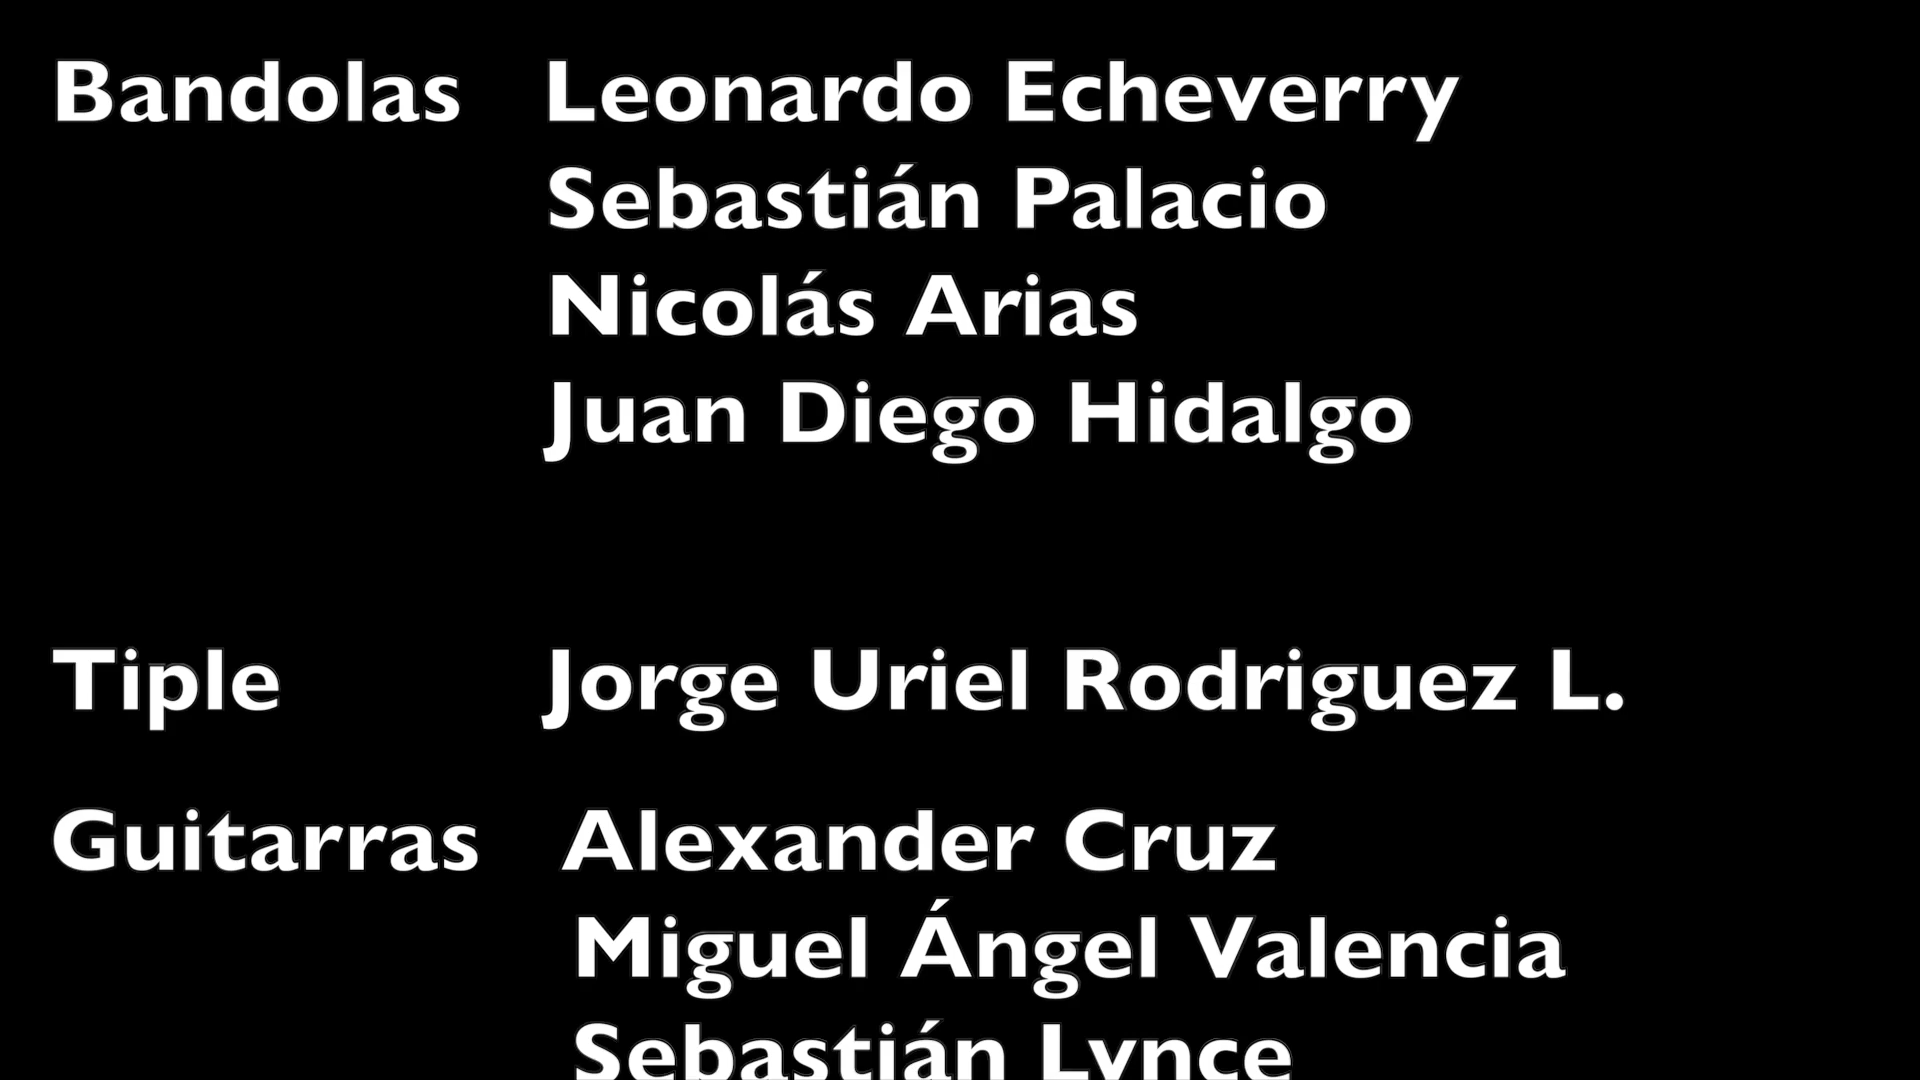 Bandolas Leonardo Echeverry
Sebastián Palacio
Nicolás Arias
Juan Diego Hidalgo
Tiple Jorge Uriel Rodriguez L.
Guitarras Alexander Cruz
Miguel Ángel Valencia
Sebastián Lynce